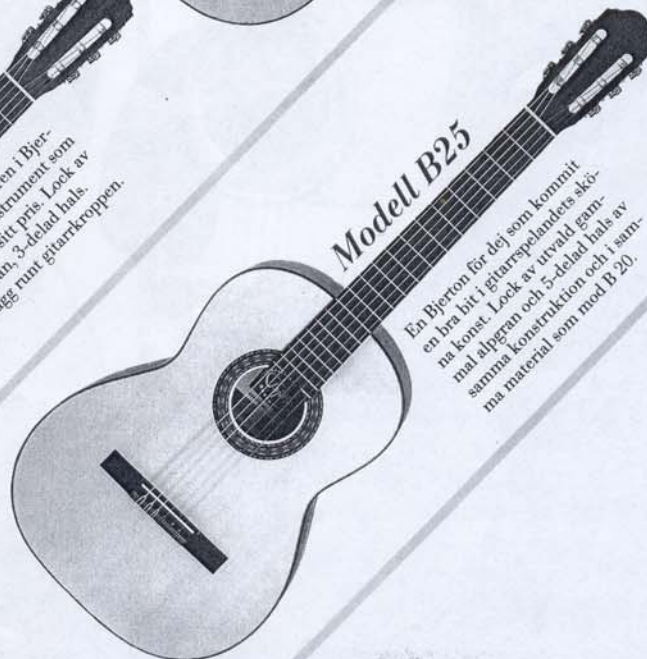 en i Bjer-
strument som
sitt pris. Lock av
an, 3-delad hals.
gg runt gitarrkroppen.
Modell B25
En Bjerton för dej som kommit
en bra bit i gitarrspelandets skö-
na konst. Lock av utvald gam-
mal alpgran och 5-delad hals av
samma konstruktion och i sam-
ma material som mod B 20.